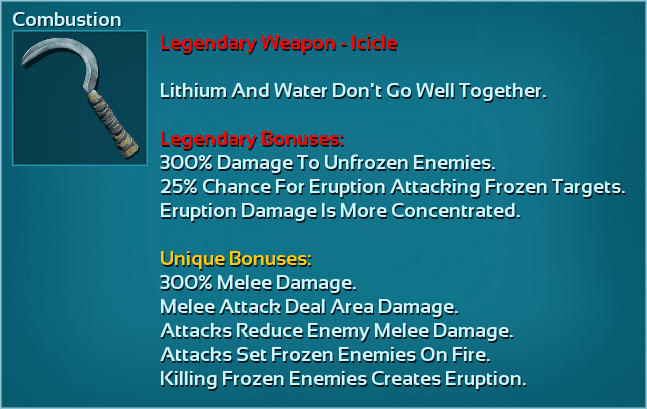 Combustion
Legendary Weapon - Icicle
Lithium And Water Don't Go Well Together.
Legendary Bonuses:
300% Damage To Unfrozen Enemies.
25% Chance For Eruption Attacking Frozen Targets.
Eruption Damage Is More Concentrated.
Unique Bonuses:
300% Melee Damage.
Melee Attack Deal Area Damage.
Attacks Reduce Enemy Melee Damage.
Attacks Set Frozen Enemies On Fire.
Killing Frozen Enemies Creates Eruption.